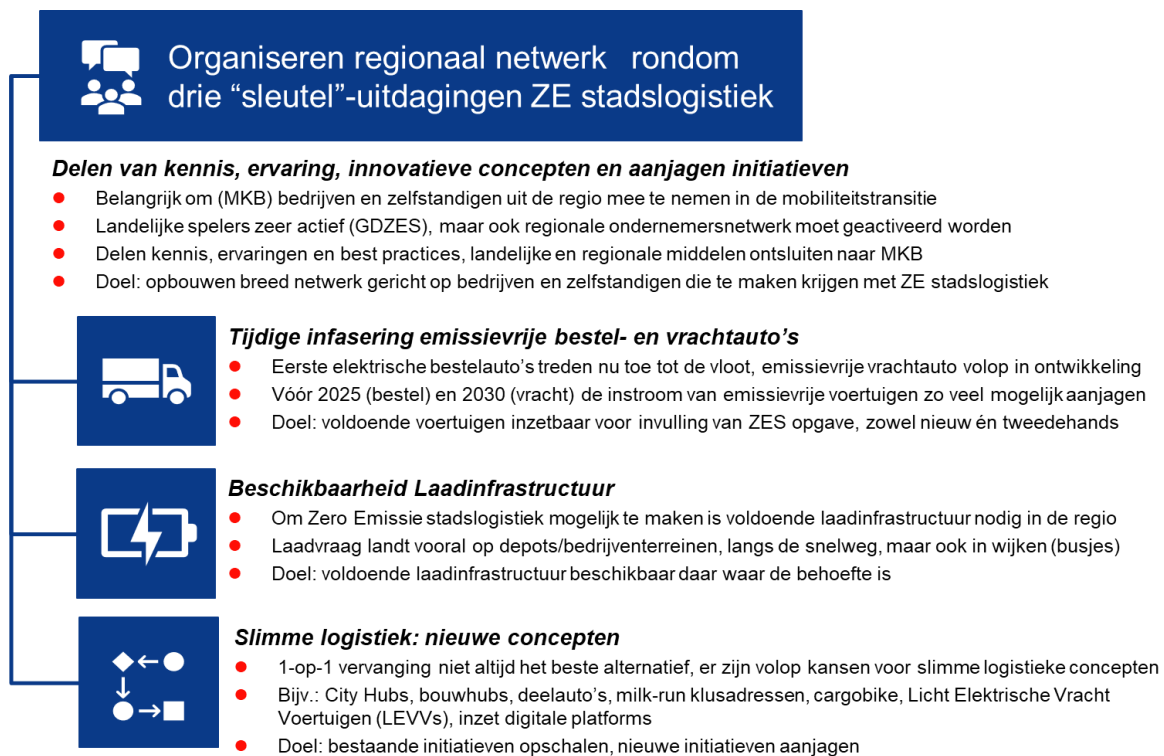 Organiseren regionaal netwerk rondom
drie “sleutel”-uitdagingen ZE stadslogistiek
Delen van kennis, ervaring, innovatieve concepten en aanjagen initiatieven
Belangrijk om (MKB) bedrijven en zelfstandigen uit de regio mee te nemen in de mobiliteitstransitie
Landelijke spelers zeer actief (GDZES), maar ook regionale ondernemersnetwerk moet geactiveerd worden
Delen kennis, ervaringen en best practices, landelijke en regionale middelen ontsluiten naar MKB
Doel: opbouwen breed netwerk gericht op bedrijven en zelfstandigen die te maken krijgen met ZE stadslogistiek
Tijdige infasering emissievrije bestel- en vrachtauto’s
Eerste elektrische bestelauto’s treden nu toe tot de vloot, emissievrije vrachtauto volop in ontwikkeling
Vóór 2025 (bestel) en 2030 (vracht) de instroom van emissievrije voertuigen zo veel mogelijk aanjagen
Doel: voldoende voertuigen inzetbaar voor invulling van ZES opgave, zowel nieuw én tweedehands
Beschikbaarheid Laadinfrastructuur
Om Zero Emissie stadslogistiek mogelijk te maken is voldoende laadinfrastructuur nodig in de regio
Laadvraag landt vooral op depots/bedrijventerreinen, langs de snelweg, maar ook in wijken (busjes)
Doel: voldoende laadinfrastructuur beschikbaar daar waar de behoefte is
Slimme logistiek: nieuwe concepten
1-op-1 vervanging niet altijd het beste alternatief, er zijn volop kansen voor slimme logistieke concepten
Bijv.: City Hubs, bouwhubs, deelauto’s, milk-run klusadressen, cargobike, Licht Elektrische Vracht
Voertuigen (LEVVs), inzet digitale platforms
Doel: bestaande initiatieven opschalen, nieuwe initiatieven aanjagen